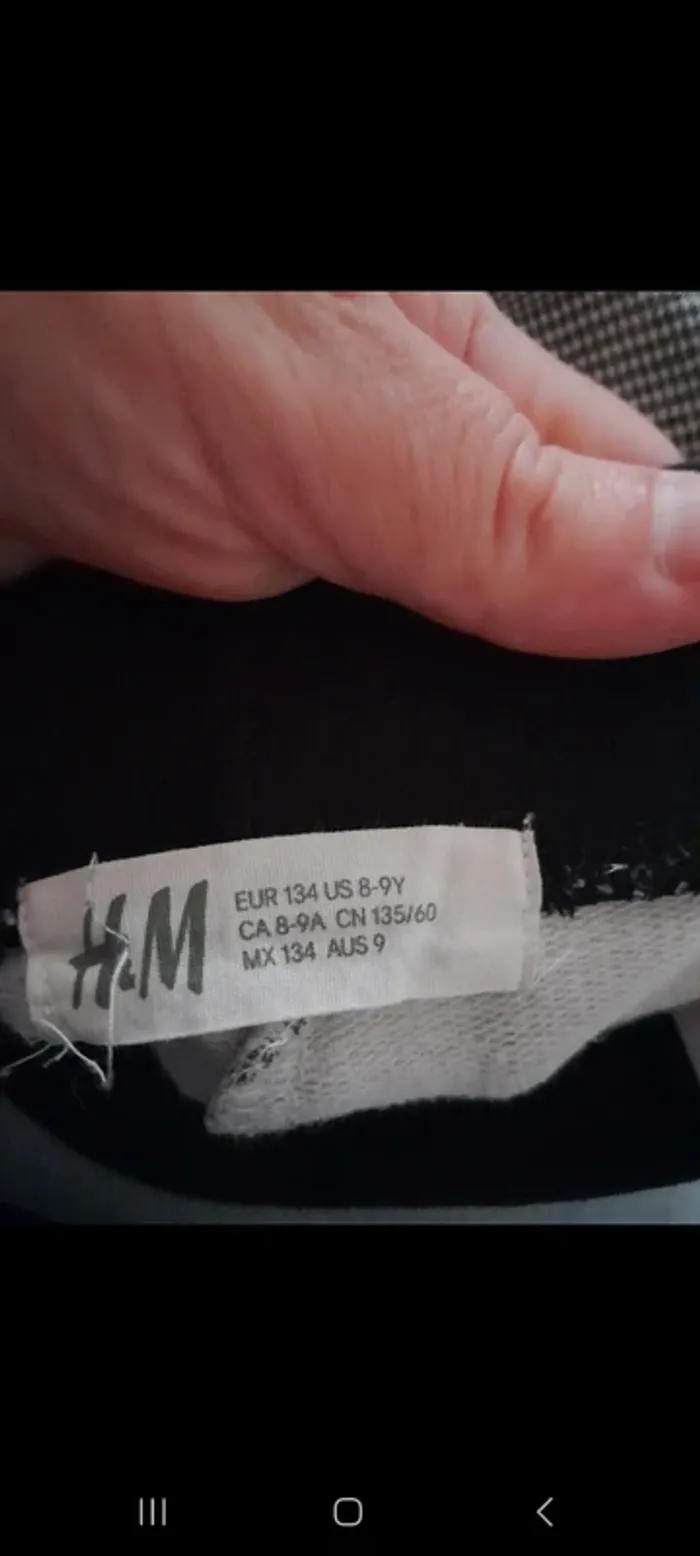 H&M
EUR 134 US 8-9Y
CA 8-9A CN 135/60
MX 134 AUS 9